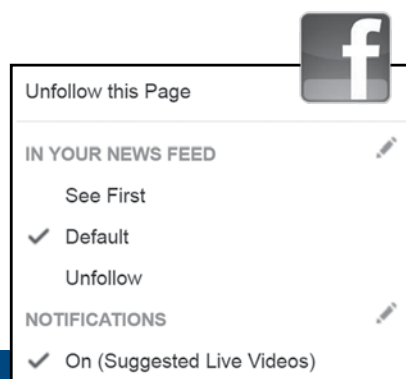 f
Unfollow this Page
IN YOUR NEWS FEED
See First
Default
Unfollow
NOTIFICATIONS
On (Suggested Live Videos)